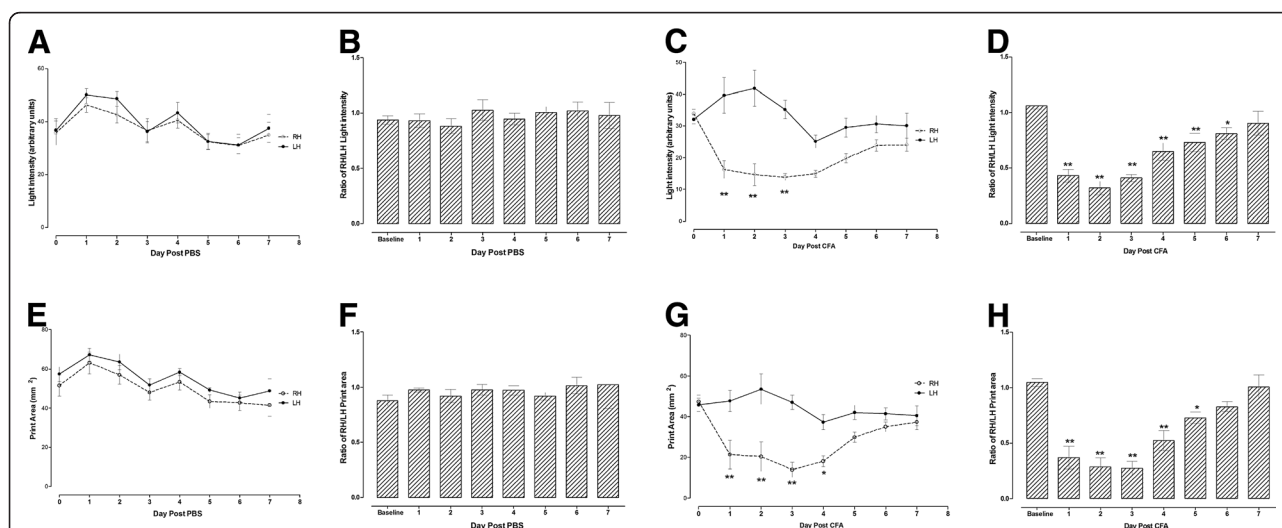 A
Light intensity (arbitrary units)
60
40
20
0
0 1 2 3 4 5 6 7 8
Day Post PBS
RH
LH
B
Ratio of RH/LH Light intensity
1.5
1.0
0.5
0.0
Baseline 1 2 3 4 5 6 7
Day Post PBS
C
Light intensity (arbitrary units)
50
40
30
20
10
0
** ** **
0 1 2 3 4 5 6 7 8
Day Post CFA
RH
LH
D
Ratio of RH/LH Light intensity
1.5
1.0
0.5
0.0
** ** ** ** ** *
Baseline 1 2 3 4 5 6 7
Day Post CFA
E
Print Area (mm 2)
80
60
40
20
0
0 1 2 3 4 5 6 7 8
Day Post PBS
RH
LH
F
Ratio of RH/LH Print area
1.5
1.0
0.5
0.0
Baseline 1 2 3 4 5 6 7
Day Post PBS
G
Print Area (mm 2)
80
60
40
20
0
** ** ** *
0 1 2 3 4 5 6 7 8
Day Post CFA
RH
LH
H
Ratio of RH/LH Print area
1.5
1.0
0.5
0.0
** ** ** ** *
Baseline 1 2 3 4 5 6 7
Day Post CFA